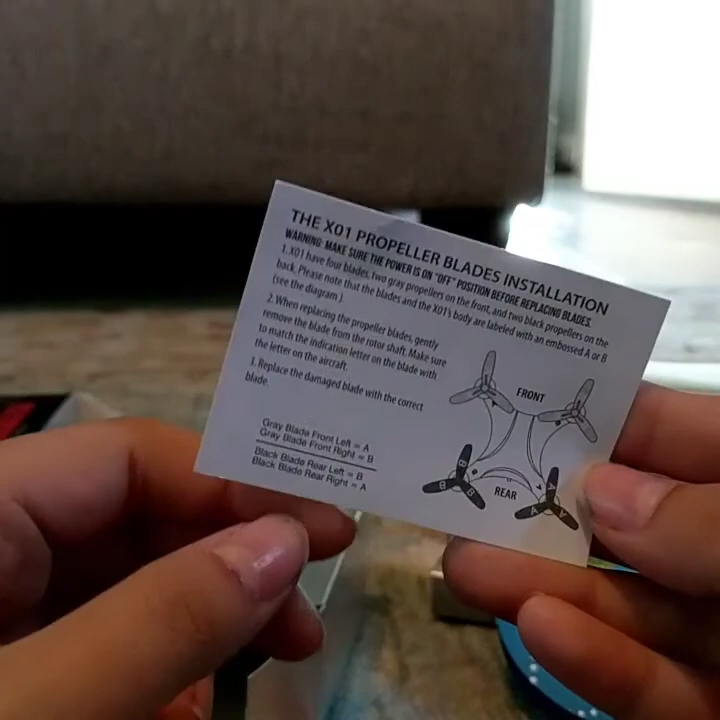 THE X01 PROPELLER BLADES INSTALLATION
WARNING: MAKE SURE THE POWER IS ON "OFF" POSITION BEFORE REPLACING BLADES.
1. X01 have four blades, two gray propellers on the front, and two black propellers on the
back. Please note that the blades and the X01's body are labeled with an embossed A or B
(see the diagram ).
2. When replacing the propeller blades, gently
remove the blade from the rotor shaft. Make sure
to match the indication letter on the blade with
the letter on the aircraft.
3. Replace the damaged blade with the correct
blade.
FRONT
Gray Blade Front Left = A
Gray Blade Front Right = B
Black Blade Rear Left = B
Black Blade Rear Right = A
B
B
B
REAR
A
A
A